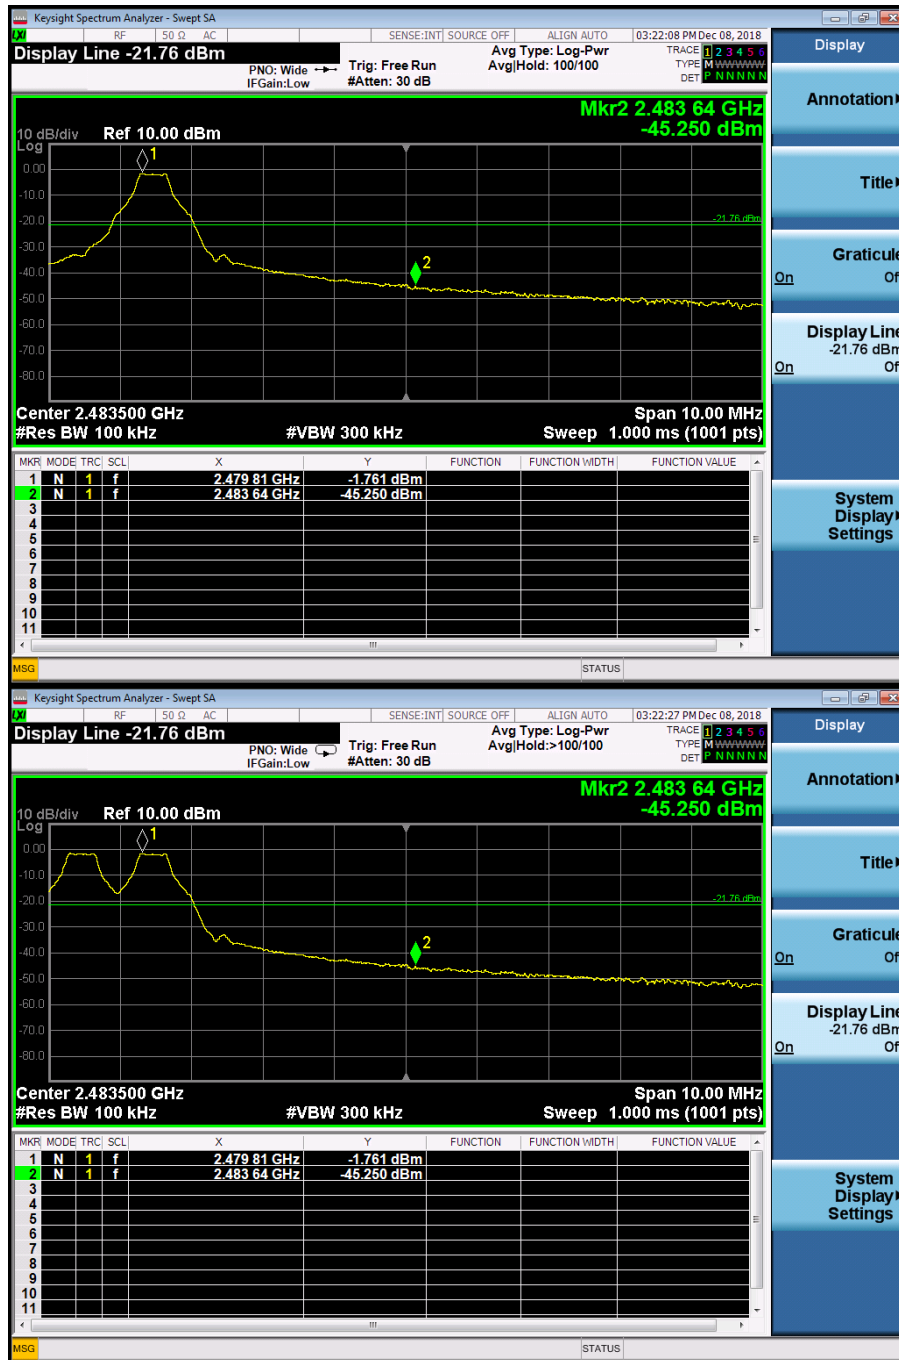 Keysight Spectrum Analyzer - Swept SA
LXI RF 50 Ω AC SENSE:INT SOURCE OFF ALIGN AUTO 03:22:08 PM Dec 08, 2018
Display Line -21.76 dBm
PNO: Wide
IFGain:Low
Trig: Free Run
#Atten: 30 dB
Avg Type: Log-Pwr
Avg|Hold: 100/100
TRACE 1 2 3 4 5 6
TYPE M WWWWW
DET P N N N N N
Mkr2 2.483 64 GHz
-45.250 dBm
10 dB/div Ref 10.00 dBm
Log
1
0.00
-10.0
-20.0
-21.76 dBm
-30.0
2
-40.0
-50.0
-60.0
-70.0
-80.0
Center 2.483500 GHz Span 10.00 MHz
#Res BW 100 kHz #VBW 300 kHz Sweep 1.000 ms (1001 pts)
MKR MODE TRC SCL X Y FUNCTION FUNCTION WIDTH FUNCTION VALUE
1 N 1 f 2.479 81 GHz -1.761 dBm
2 N 1 f 2.483 64 GHz -45.250 dBm
3
4
5
6
7
8
9
10
11
MSG STATUS
Display
Annotation
Title
Graticule
On Of
Display Line
-21.76 dBm
On Of
System
Display
Settings
Keysight Spectrum Analyzer - Swept SA
LXI RF 50 Ω AC SENSE:INT SOURCE OFF ALIGN AUTO 03:22:27 PM Dec 08, 2018
Display Line -21.76 dBm
PNO: Wide
IFGain:Low
Trig: Free Run
#Atten: 30 dB
Avg Type: Log-Pwr
Avg|Hold:>100/100
TRACE 1 2 3 4 5 6
TYPE M WWWWW
DET P N N N N N
Mkr2 2.483 64 GHz
-45.250 dBm
10 dB/div Ref 10.00 dBm
Log
1
0.00
-10.0
-20.0
-21.76 dBm
-30.0
2
-40.0
-50.0
-60.0
-70.0
-80.0
Center 2.483500 GHz Span 10.00 MHz
#Res BW 100 kHz #VBW 300 kHz Sweep 1.000 ms (1001 pts)
MKR MODE TRC SCL X Y FUNCTION FUNCTION WIDTH FUNCTION VALUE
1 N 1 f 2.479 81 GHz -1.761 dBm
2 N 1 f 2.483 64 GHz -45.250 dBm
3
4
5
6
7
8
9
10
11
MSG STATUS
Display
Annotation
Title
Graticule
On Of
Display Line
-21.76 dBm
On Of
System
Display
Settings